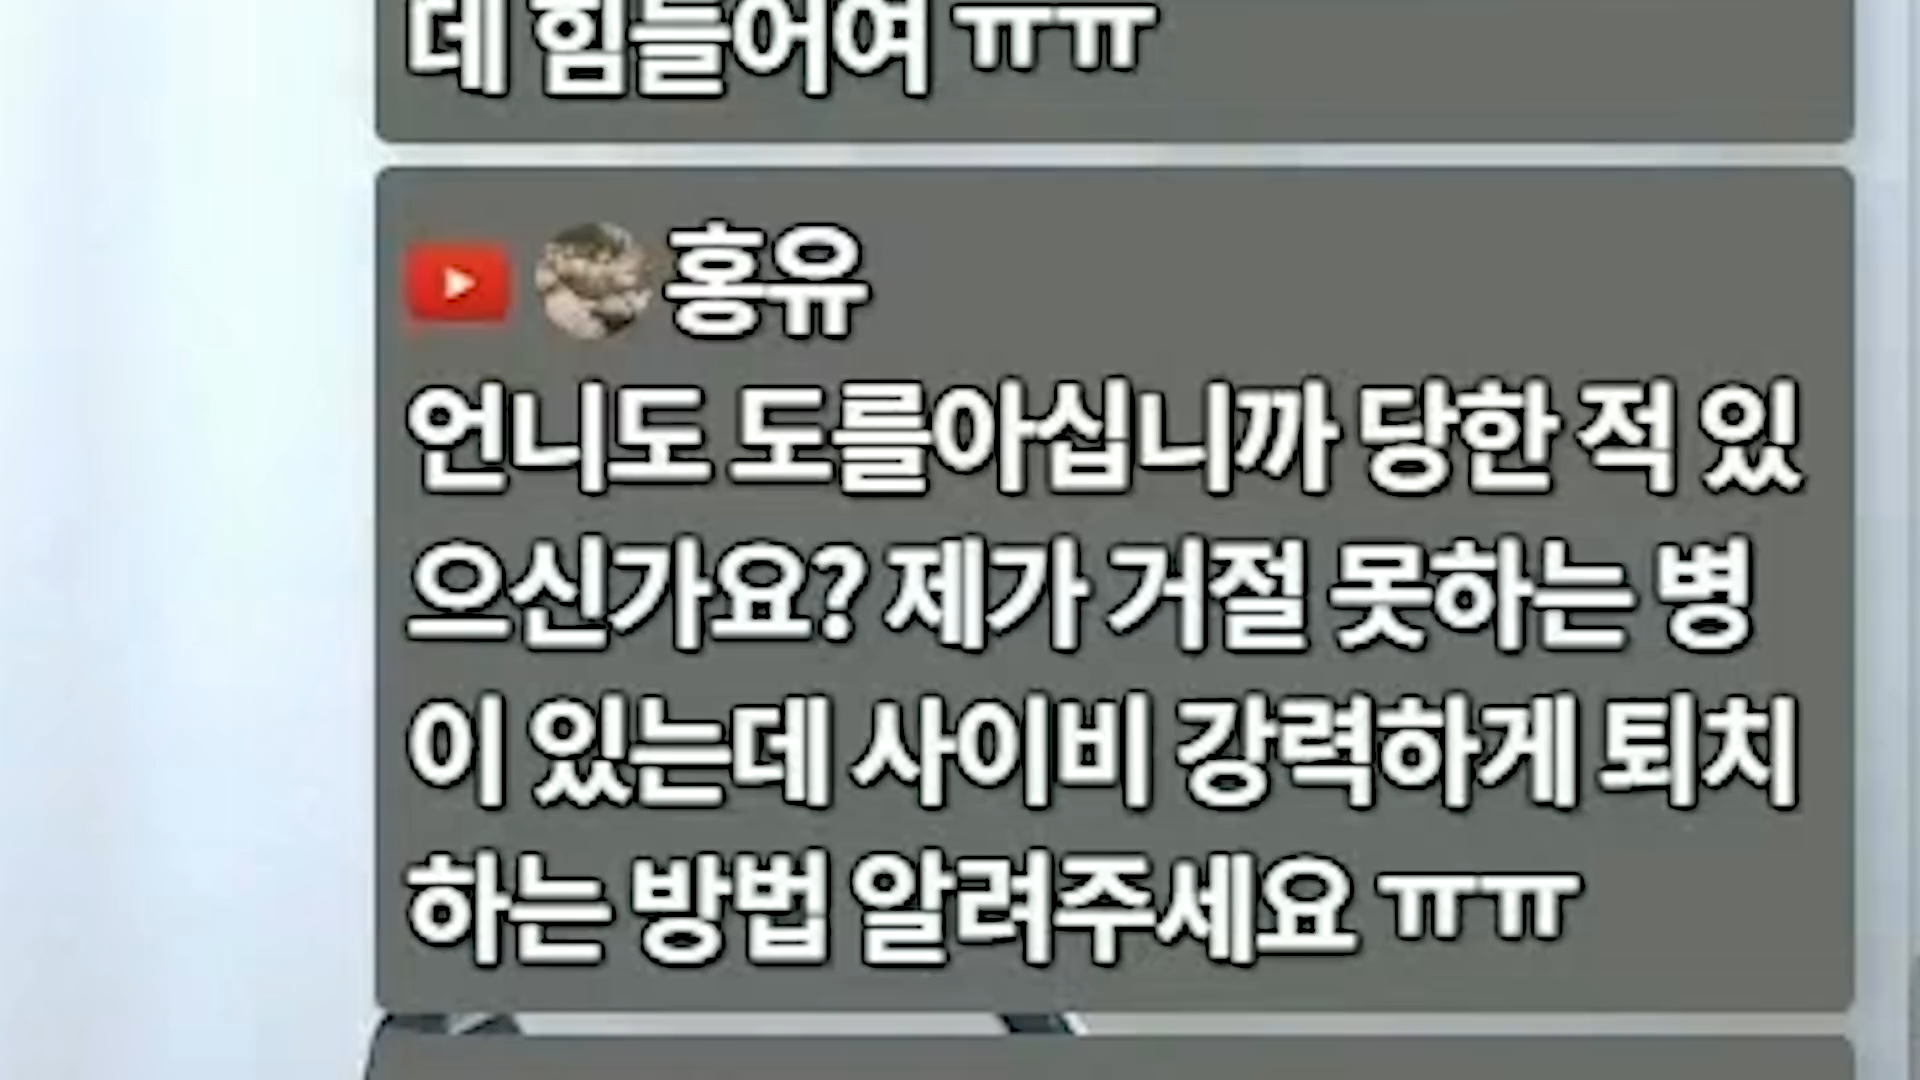 데 힘들어여 ㅠㅠ
홍유
언니도 도를아십니까 당한 적 있
으신가요? 제가 거절 못하는 병
이 있는데 사이비 강력하게 퇴치
하는 방법 알려주세요 ㅠㅠ